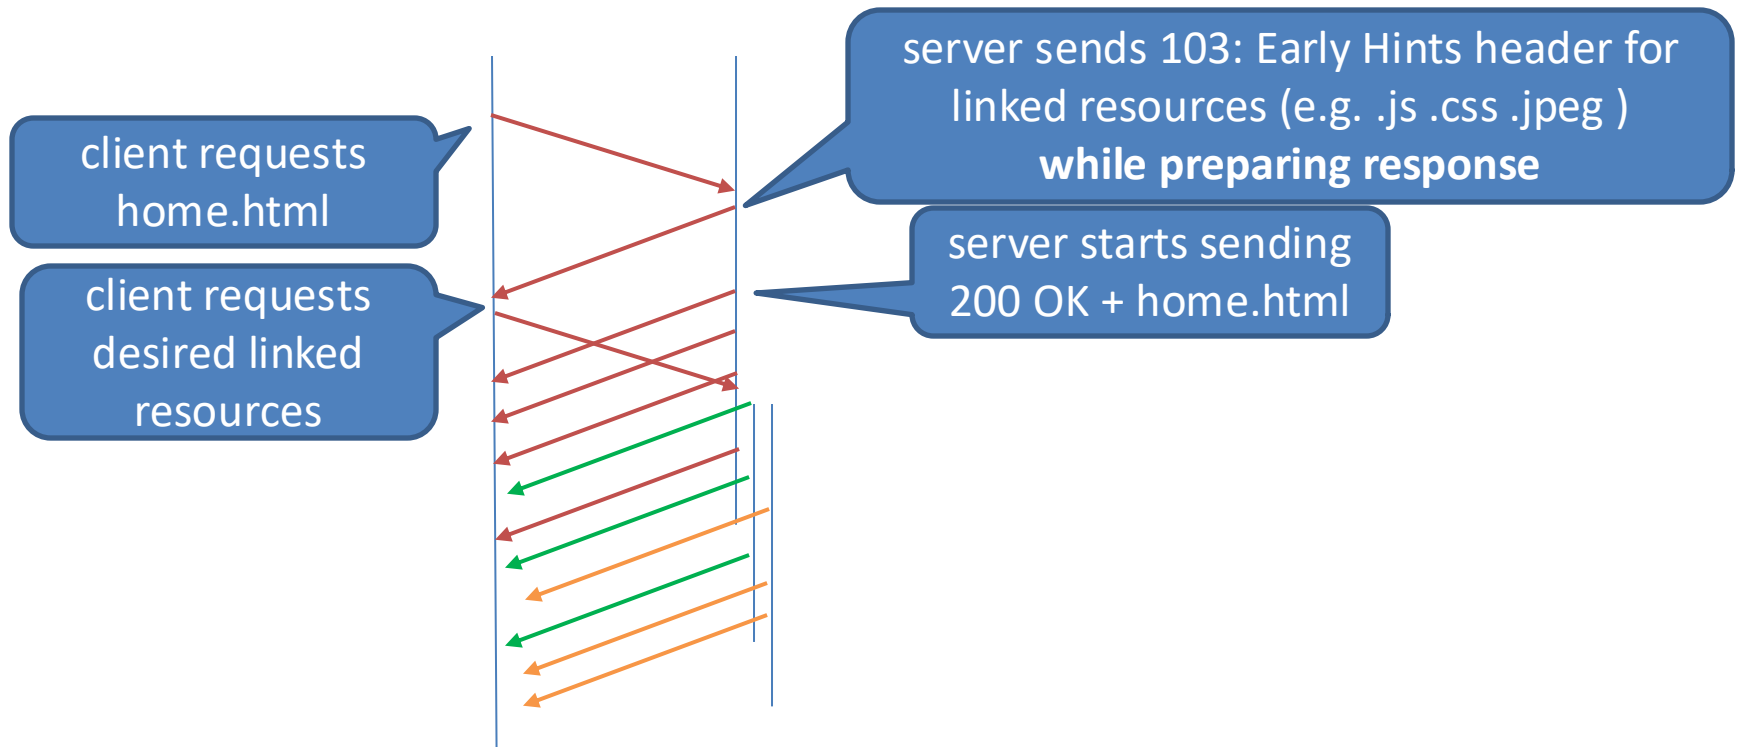 server sends 103: Early Hints header for
linked resources (e.g. .js .css .jpeg )
while preparing response
client requests
home.html
server starts sending
200 OK + home.html
client requests
desired linked
resources